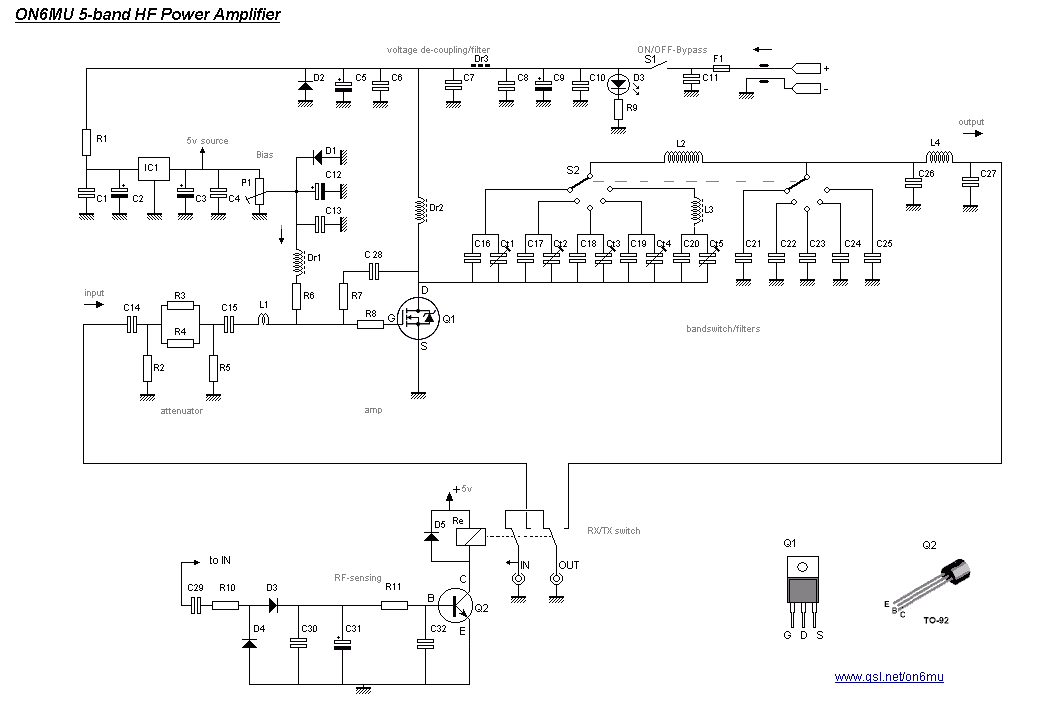 ON6MU 5-band HF Power Amplifier
voltage de-coupling/filter
Dr3
ON/OFF-Bypass
S1
F1
+
-
D2
C5
C6
C7
C8
C9
C10
D3
C11
R9
R1
5v source
Bias
D1
IC1
P1
C12
C1
C2
C3
C4
C13
Dr1
Dr2
output
L2
L4
S2
C26
C27
L3
C16
Ct1
C17
Ct2
C18
Ct3
C19
Ct4
C20
Ct5
C21
C22
C23
C24
C25
C 28
R6
R7
D
input
C14
R3
C15
L1
R8
G
Q1
R4
S
R2
R5
bandswitch/filters
attenuator
amp
+ 5v
D5
Re
RX/TX switch
to IN
IN
OUT
RF-sensing
C
C29
R10
D3
R11
B
Q2
E
D4
C30
C31
C32
Q1
Q2
E
B
C
TO-92
G D S
www.qsl.net/on6mu